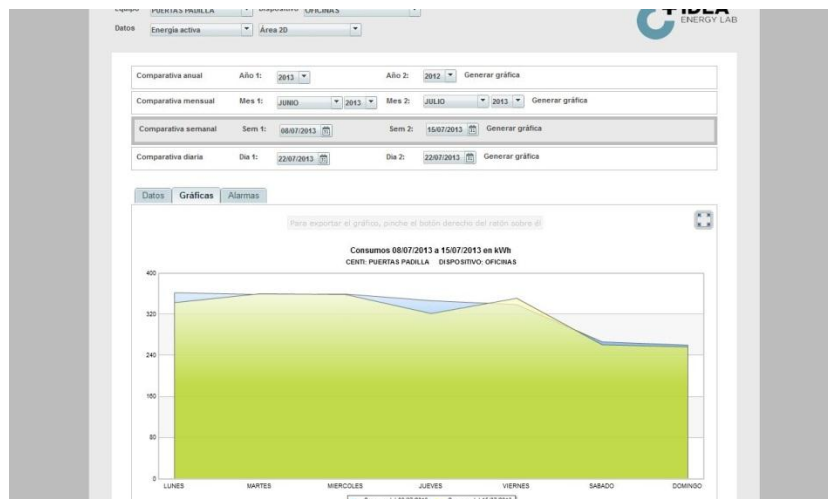 Equipo PUERTAS PADILLA Dispositivo OFICINAS
+IDEA
ENERGY LAB
Datos Energía activa Área 2D
Comparativa anual Año 1: 2013 Año 2: 2012 Generar gráfica
Comparativa mensual Mes 1: JUNIO 2013 Mes 2: JULIO 2013 Generar gráfica
Comparativa semanal Sem 1: 08/07/2013 Sem 2: 15/07/2013 Generar gráfica
Comparativa diaria Dia 1: 22/07/2013 Dia 2: 22/07/2013 Generar gráfica
Datos Gráficas Alarmas
Para exportar el gráfico, pinche el botón derecho del ratón sobre él
Consumos 08/07/2013 a 15/07/2013 en kWh
CENTI: PUERTAS PADILLA DISPOSITIVO: OFICINAS
400
320
240
160
80
0
LUNES MARTES MIERCOLES JUEVES VIERNES SABADO DOMINGO